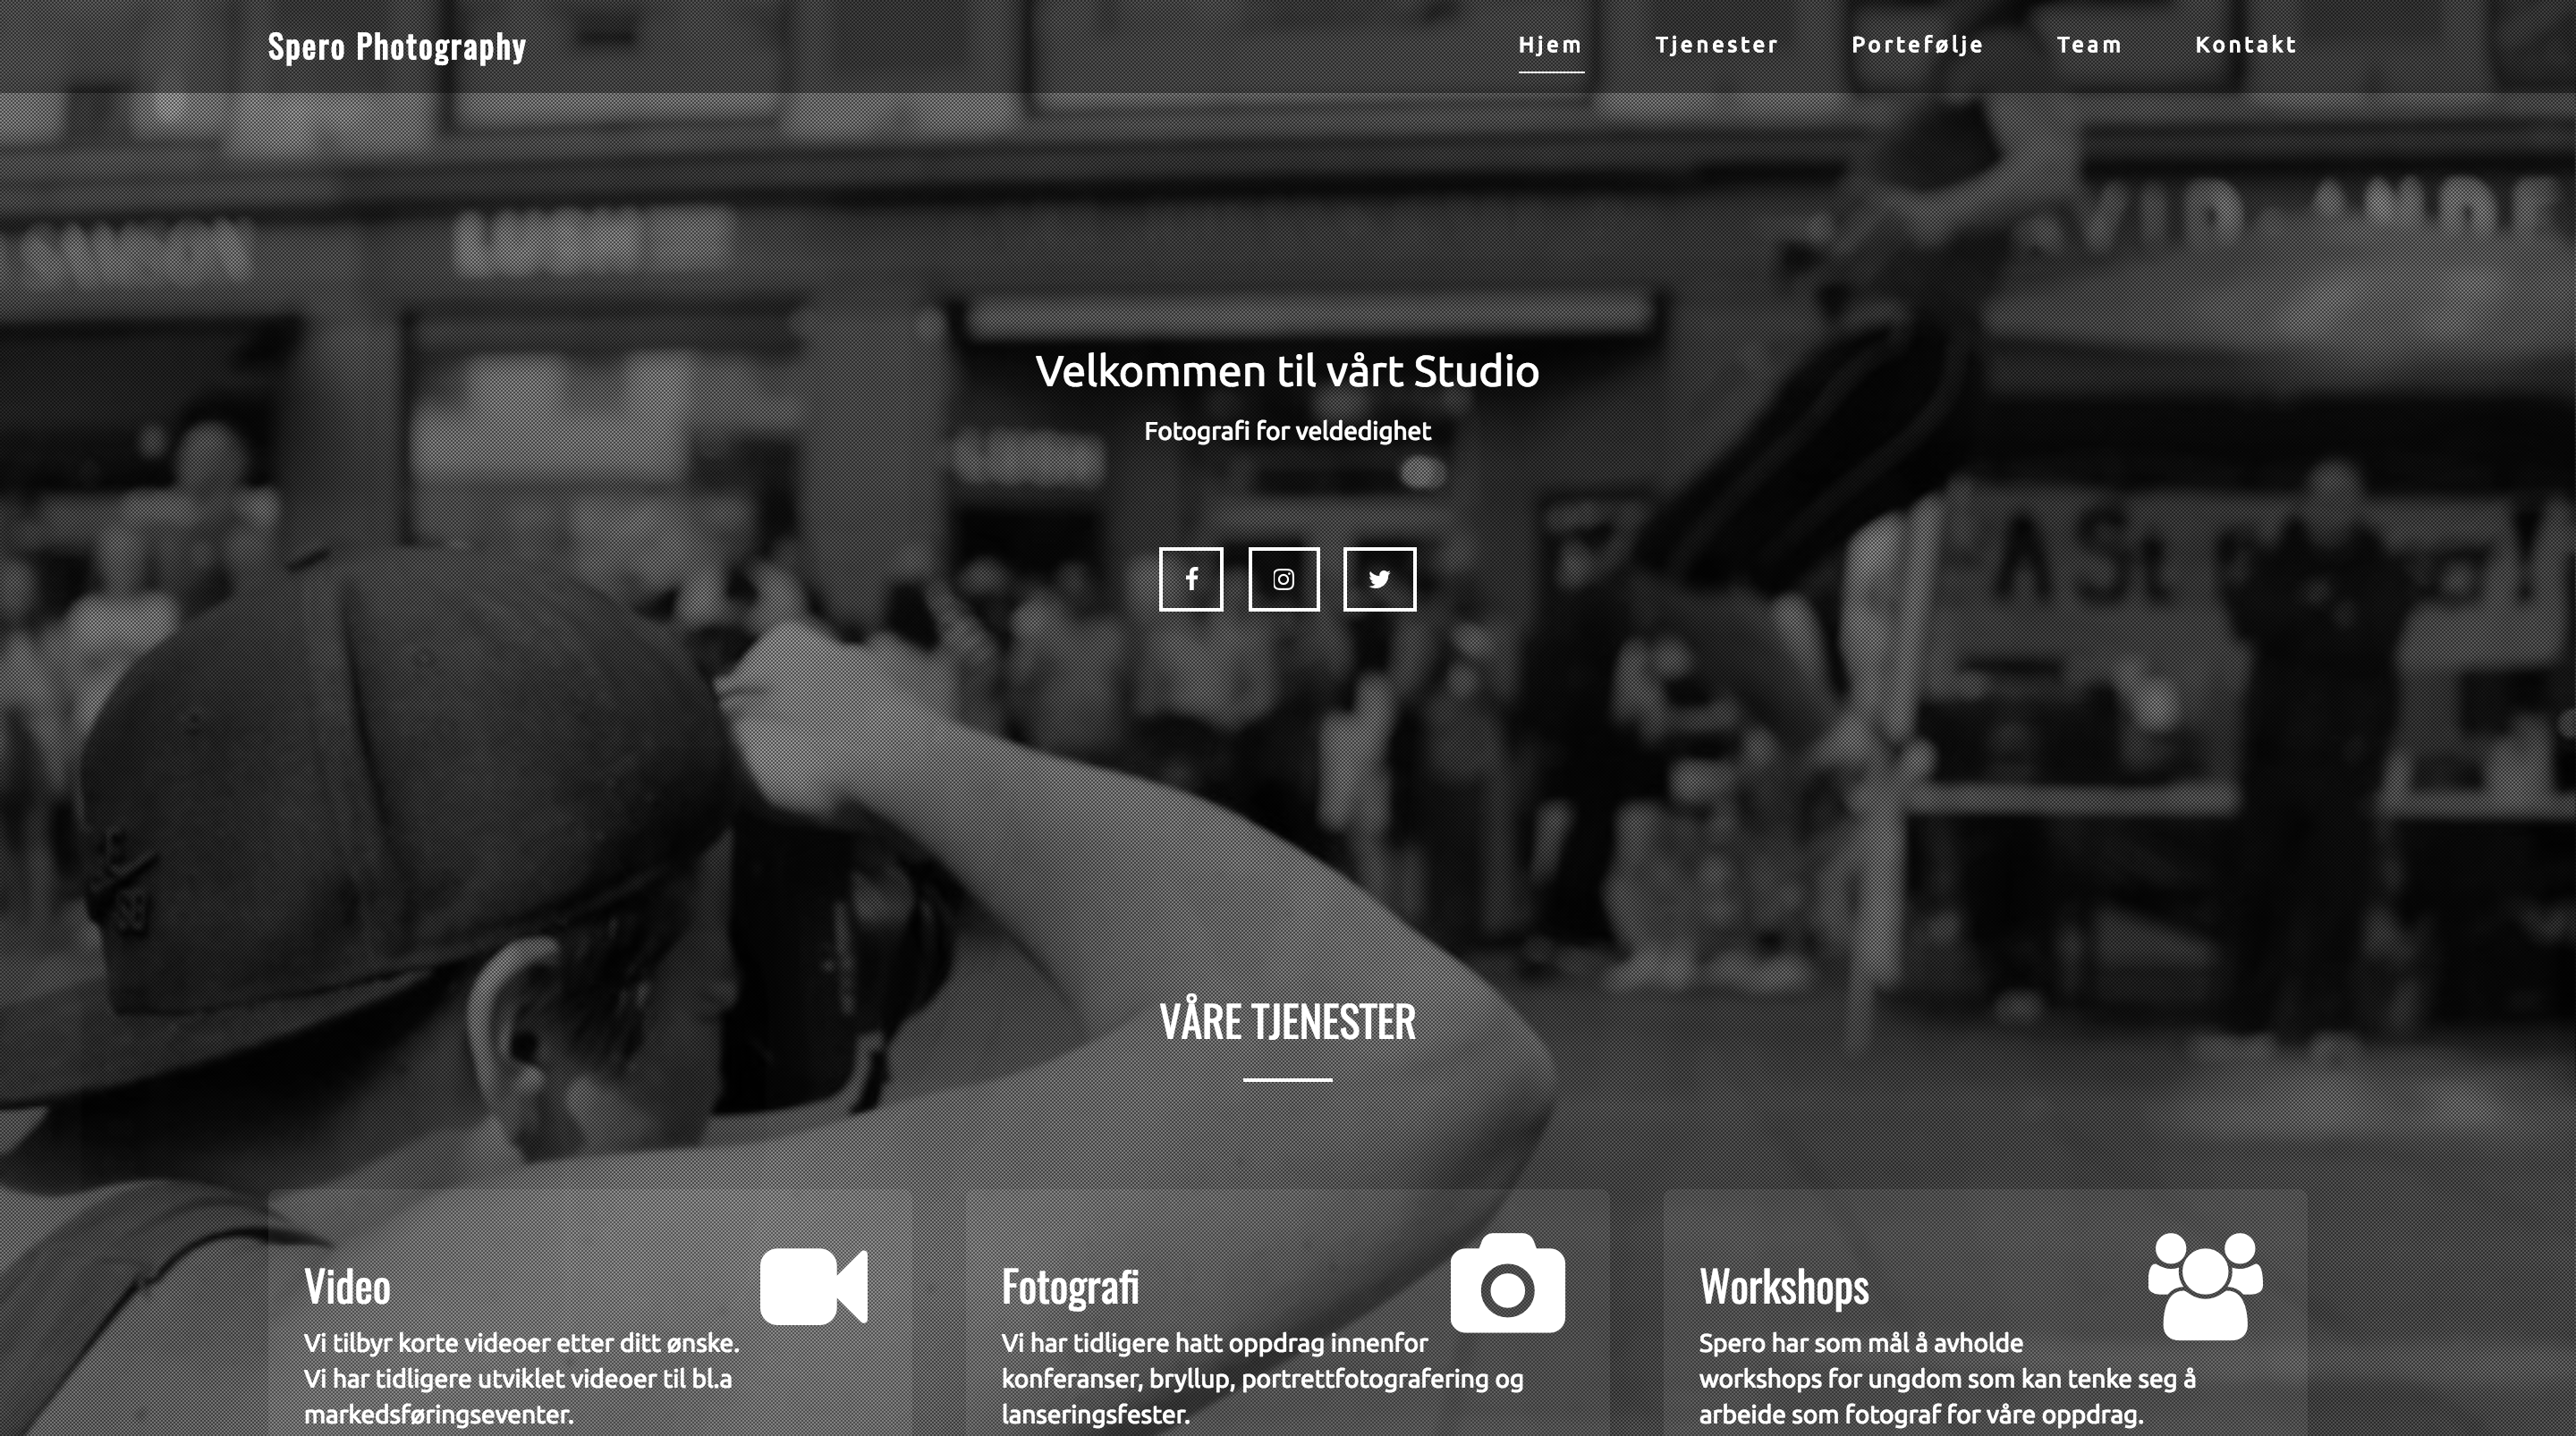 Spero Photography
Hjem Tjenester Portefølje Team Kontakt
Velkommen til vårt Studio
Fotografi for veldedighet
VÅRE TJENESTER
Video
Vi tilbyr korte videoer etter ditt ønske.
Vi har tidligere utviklet videoer til bl.a
markedsføringseventer.
Fotografi
Vi har tidligere hatt oppdrag innenfor
konferanser, bryllup, portrettfotografering og
lanseringsfester.
Workshops
Spero har som mål å avholde
workshops for ungdom som kan tenke seg å
arbeide som fotograf for våre oppdrag.